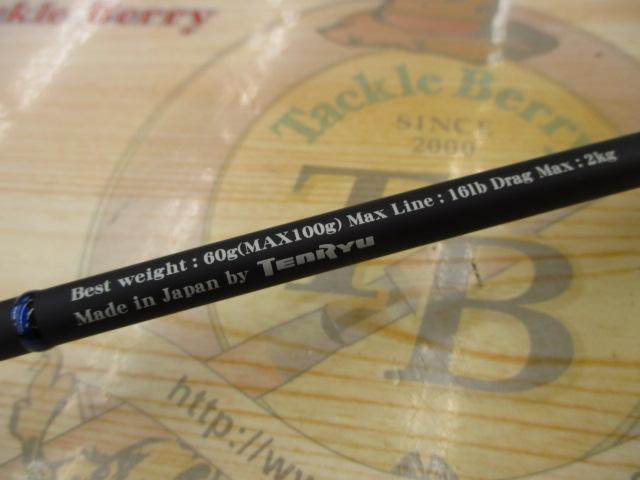 Tackle Berry
Tackle Berry
SINCE
2000
TB
Best weight : 60g(MAX100g) Max Line : 16lb Drag Max : 2kg
Made in Japan by TENRYU
http://w